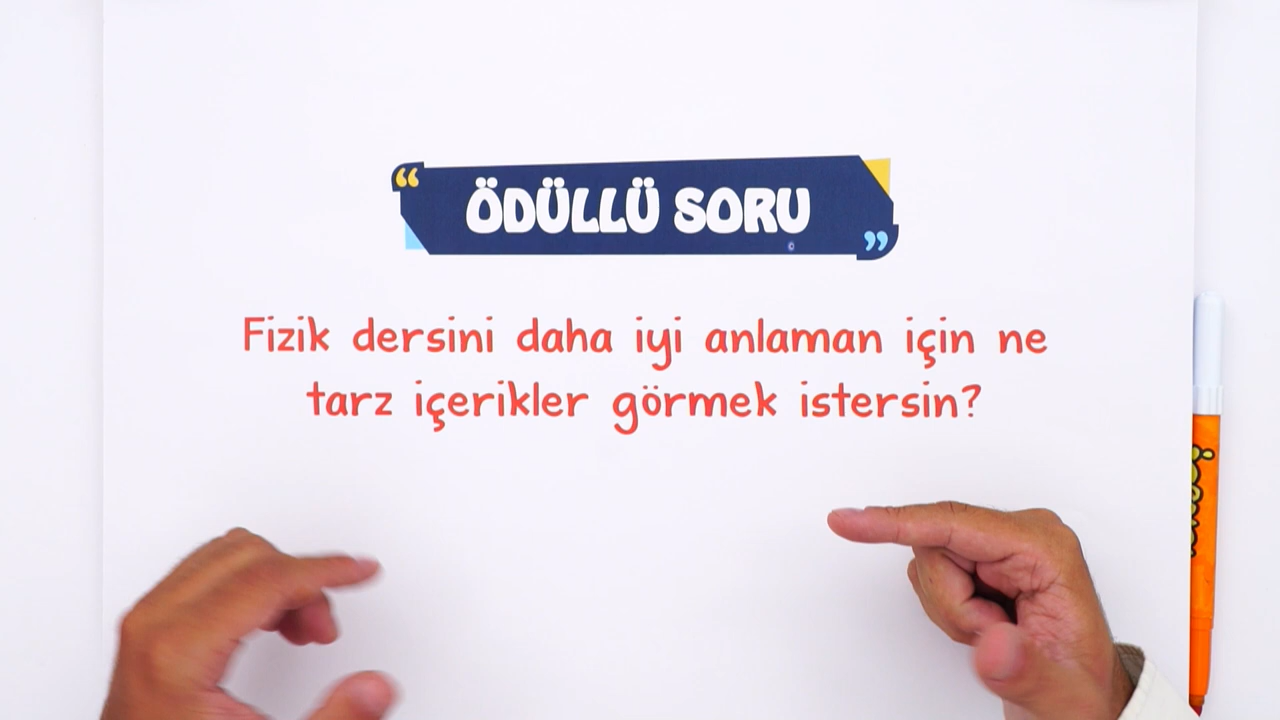 ÖDÜLLÜ SORU
Fizik dersini daha iyi anlaman için ne
tarz içerikler görmek istersin?